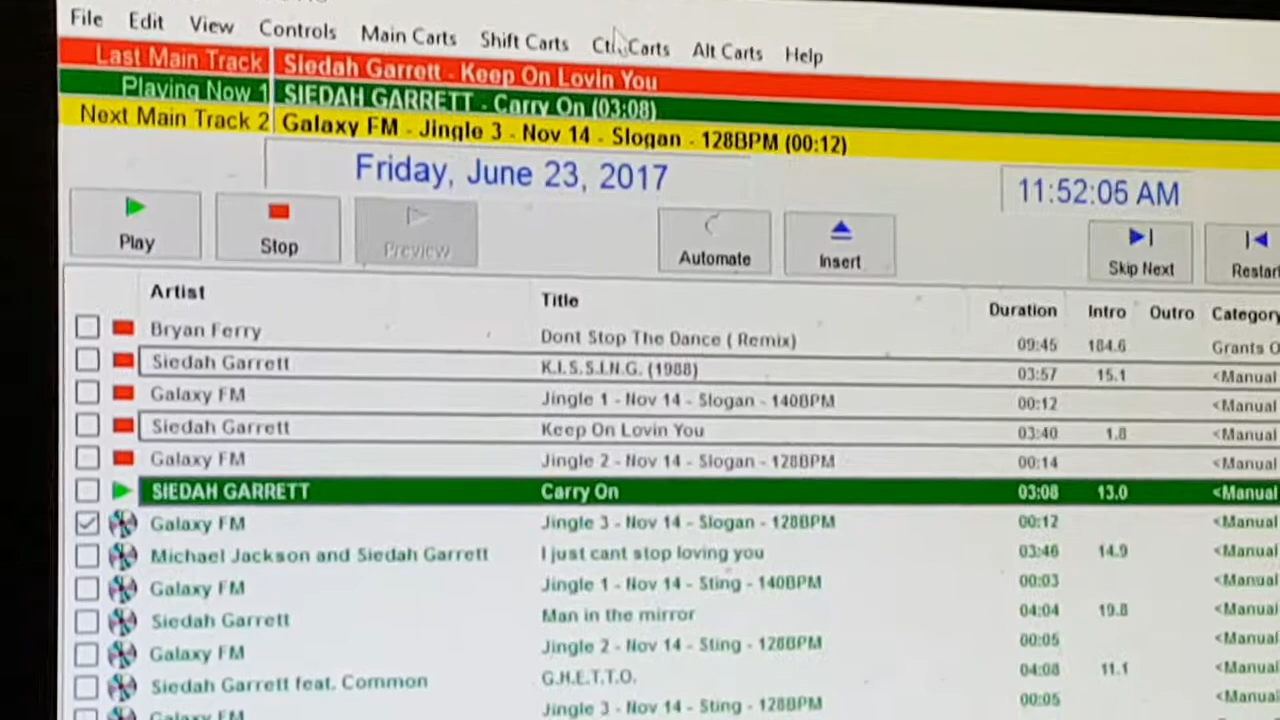 File Edit View Controls Main Carts Shift Carts Carts Alt Carts Help
Last Main Track Siedah Garrett - Keep On Lovin You
Playing Now 1 SIEDAH GARRETT - Carry On (03:08)
Next Main Track 2 Galaxy FM - Jingle 3 - Nov 14 - Slogan - 128BPM (00:12)
Friday, June 23, 2017 11:52:05 AM
Play Stop Preview Automate Insert Skip Next Restart
Artist Title Duration Intro Outro Category
Bryan Ferry Dont Stop The Dance ( Remix) 09:45 184.6 Grants O
Siedah Garrett K.I.S.S.I.N.G. (1988) 03:57 15.1 <Manual
Galaxy FM Jingle 1 - Nov 14 - Slogan - 140BPM 00:12 <Manual
Siedah Garrett Keep On Lovin You 03:40 1.8 <Manual
Galaxy FM Jingle 2 - Nov 14 - Slogan - 128BPM 00:14 <Manual
SIEDAH GARRETT Carry On 03:08 13.0 <Manual
Galaxy FM Jingle 3 - Nov 14 - Slogan - 128BPM 00:12 <Manual
Michael Jackson and Siedah Garrett I just cant stop loving you 03:46 14.9 <Manual
Galaxy FM Jingle 1 - Nov 14 - Sting - 140BPM 00:03 <Manual
Siedah Garrett Man in the mirror 04:04 19.8 <Manual
Galaxy FM Jingle 2 - Nov 14 - Sting - 128BPM 00:05 <Manual
Siedah Garrett feat. Common G.H.E.T.T.O. 04:08 11.1 <Manual
Galaxy FM Jingle 3 - Nov 14 - Sting - 128BPM 00:05 <Manual